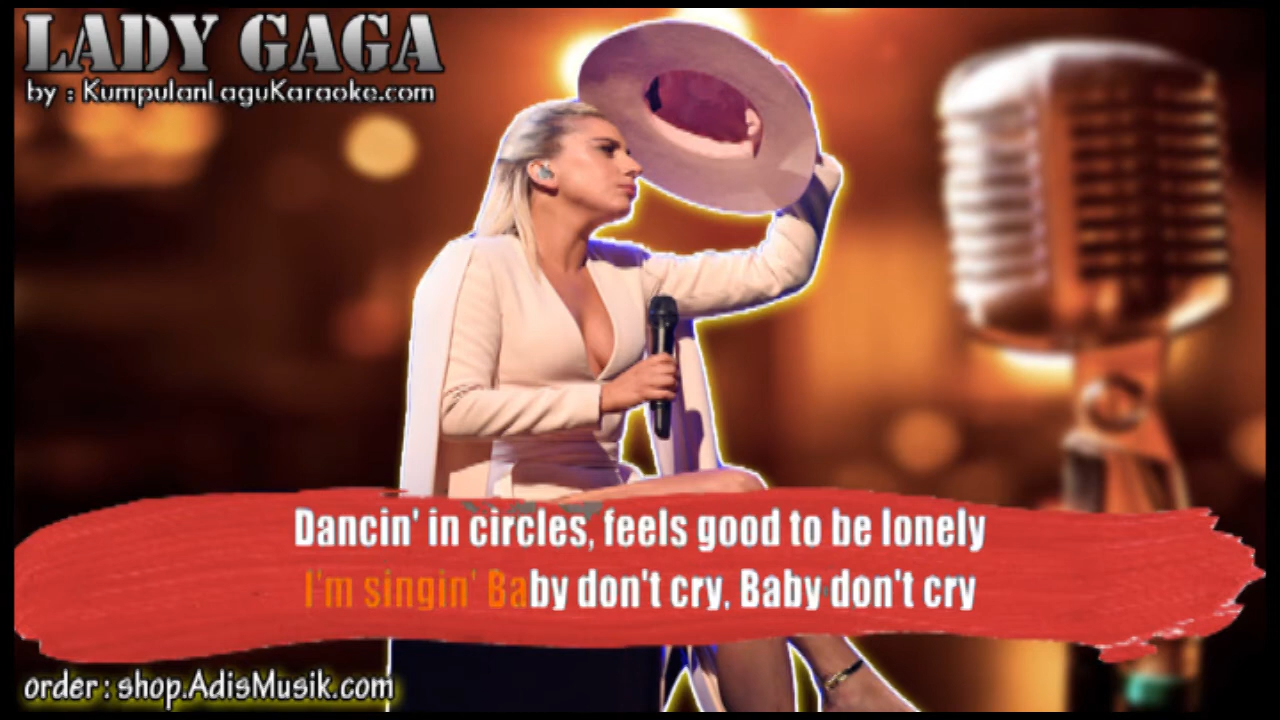 LADY GAGA
by : KumpulanLaguKaraoke.com
Dancin' in circles, feels good to be lonely
I'm singin' Baby don't cry, Baby don't cry
order : shop.AdisMusik.com